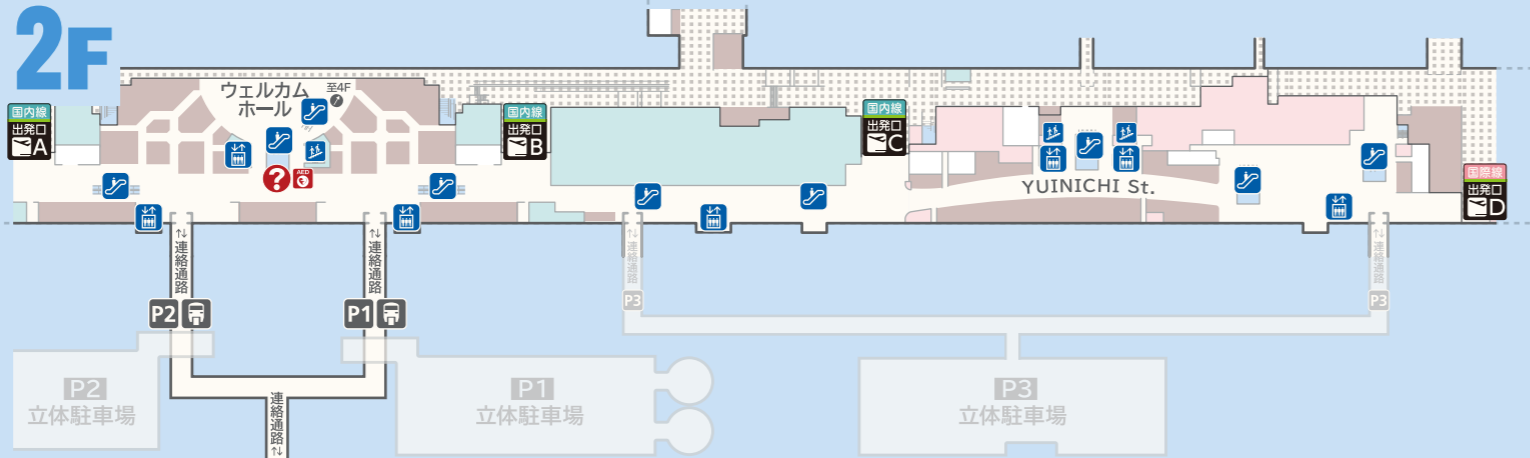 2F
ウェルカム
ホール
至4F
国内線
出発口
A
国内線
出発口
B
国内線
出発口
C
国際線
出発口
D
?
AED
YUINICHI St.
連絡通路
連絡通路
連絡通路
連絡通路
P2
P1
P3
P3
P2
立体駐車場
P1
立体駐車場
P3
立体駐車場
連絡通路